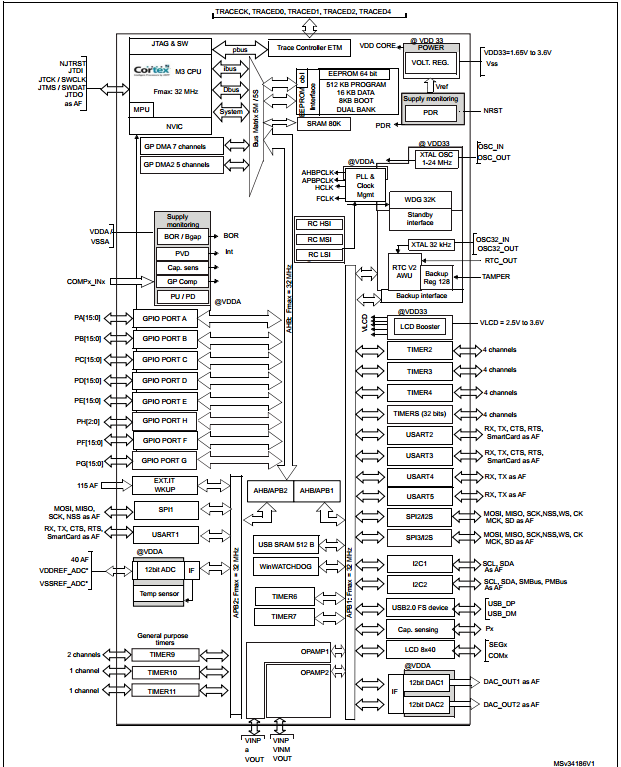 TRACECK, TRACED0, TRACED1, TRACED2, TRACED4
JTAG & SW
pbus
Trace Controller ETM
NJTRST
JTDI
JTCK / SWCLK
JTMS / SWDAT
JTDO
as AF
Cortex
M3 CPU
Fmax: 32 MHz
MPU
NVIC
ibus
Dbus
System
Bus Matrix 5M / 5S
EEPROM obl
Interface
EEPROM 64 bit
512 KB PROGRAM
16 KB DATA
8KB BOOT
DUAL BANK
SRAM 80K
VDD CORE
@ VDD 33
POWER
VOLT. REG.
VDD33=1.65V to 3.6V
Vss
Vref
Supply monitoring
PDR
PDR
NRST
GP DMA 7 channels
GP DMA2 5 channels
@VDDA
AHBPCLK
APBPCLK
HCLK
FCLK
PLL &
Clock
Mgmt
@VDD33
XTAL OSC
1-24 MHz
OSC_IN
OSC_OUT
WDG 32K
Standby
interface
RC HSI
RC MSI
RC LSI
XTAL 32 kHz
OSC32_IN
OSC32_OUT
RTC V2
AWU
RTC_OUT
Backup
Reg 128
TAMPER
Backup interface
Supply
monitoring
VDDA /
VSSA
BOR / Bgap
BOR
PVD
Int
Cap. sens
COMPx_INx
GP Comp
PU / PD
@VDDA
AHB: Fmax = 32 MHz
@VDD33
VLCD
LCD Booster
VLCD = 2.5V to 3.6V
PA[15:0]
GPIO PORT A
PB[15:0]
GPIO PORT B
PC[15:0]
GPIO PORT C
PD[15:0]
GPIO PORT D
PE[15:0]
GPIO PORT E
PH[2:0]
GPIO PORT H
PF[15:0]
GPIO PORT F
PG[15:0]
GPIO PORT G
TIMER2
4 channels
TIMER3
4 channels
TIMER4
4 channels
TIMERS (32 bits)
4 channels
USART2
RX, TX, CTS, RTS,
SmartCard as AF
USART3
RX, TX, CTS, RTS,
SmartCard as AF
USART4
RX, TX as AF
USART5
RX, TX as AF
SPI2/I2S
MOSI, MISO, SCK,NSS,WS, CK
MCK, SD as AF
SPI3/I2S
MOSI, MISO, SCK,NSS,WS, CK
MCK, SD as AF
I2C1
SCL, SDA
As AF
I2C2
SCL, SDA, SMBus, PMBus
As AF
USB2.0 FS device
USB_DP
USB_DM
Cap. sensing
Px
LCD 8x40
SEGx
COMx
@VDDA
IF
12bit DAC1
DAC_OUT1 as AF
12bit DAC2
DAC_OUT2 as AF
115 AF
EXT.IT
WKUP
MOSI, MISO,
SCK, NSS as AF
SPI1
RX, TX, CTS, RTS,
SmartCard as AF
USART1
40 AF
VDDREF_ADC*
VSSREF_ADC*
@VDDA
12bit ADC
IF
Temp sensor
General purpose
timers
2 channels
TIMER9
1 channel
TIMER10
1 channel
TIMER11
APB2: Fmax = 32 MHz
AHB/APB2
AHB/APB1
USB SRAM 512 B
WinWATCHDOG
TIMER6
TIMER7
APB1: Fmax = 32 MHz
OPAMP1
OPAMP2
VINP
a
VOUT
VINP
VINM
VOUT
MSv34186V1